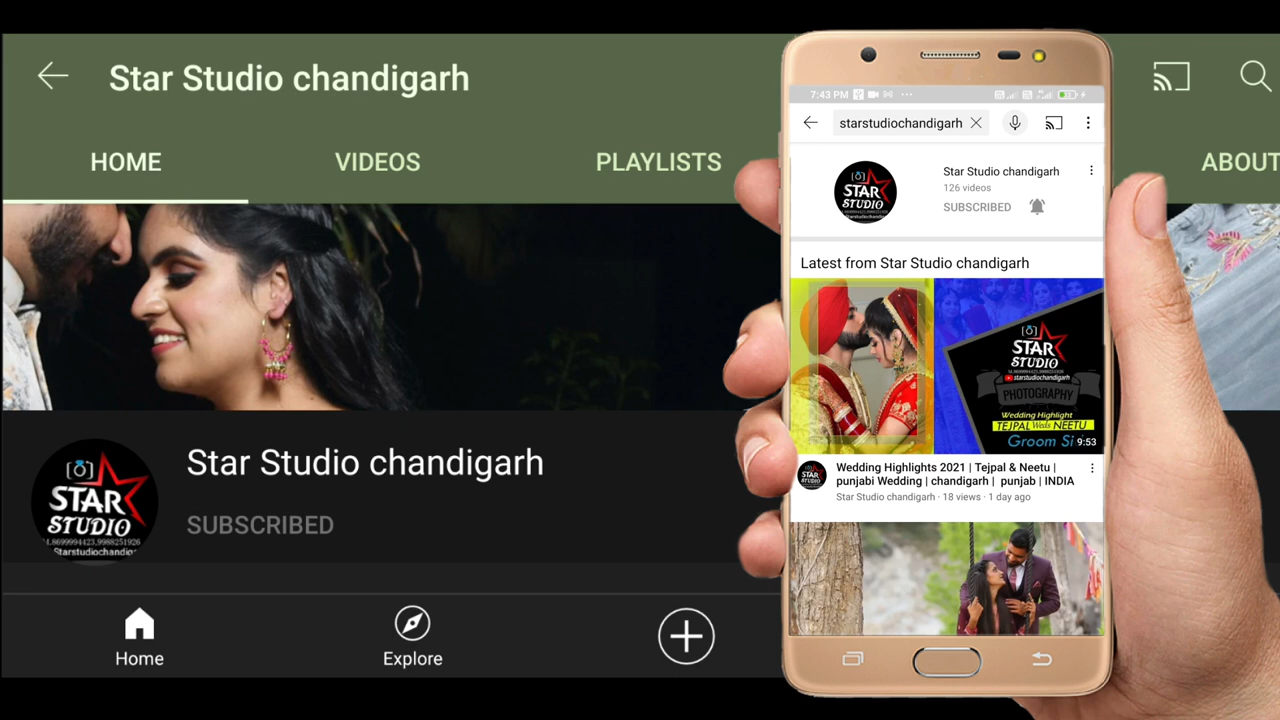 Star Studio chandigarh
HOME
VIDEOS
PLAYLISTS
ABOUT
STAR
STUDIO
Star Studio chandigarh
SUBSCRIBED
Home
Explore
7:43 PM
starstudiochandigarh
STAR
STUDIO
Star Studio chandigarh
126 videos
SUBSCRIBED
Latest from Star Studio chandigarh
STAR
STUDIO
starstudiochandigarh
PHOTOGRAPHY
Wedding Highlight
TEJPAL Weds NEETU
Groom Si
9:53
Wedding Highlights 2021 | Tejpal & Neetu |
punjabi Wedding | chandigarh | punjab | INDIA
Star Studio chandigarh · 18 views · 1 day ago